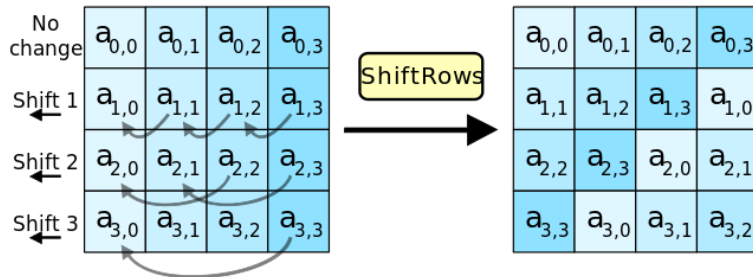 No
change
a0,0 a0,1 a0,2 a0,3
Shift 1
a1,0 a1,1 a1,2 a1,3
Shift 2
a2,0 a2,1 a2,2 a2,3
Shift 3
a3,0 a3,1 a3,2 a3,3
ShiftRows
a0,0 a0,1 a0,2 a0,3
a1,1 a1,2 a1,3 a1,0
a2,2 a2,3 a2,0 a2,1
a3,3 a3,0 a3,1 a3,2